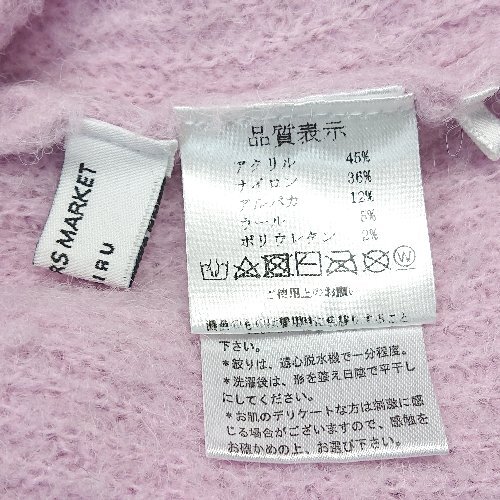 RS MARKET
IRU
品質表示
アクリル 45%
ナイロン 36%
アルパカ 12%
ウール 5%
ポリウレタン 2%
ご使用上のお願い
下さい。
*絞りは、遠心脱水機で一分程度。
*洗濯後は、形を整え日陰で平干し
にしてください。
*お肌のデリケートな方は刺激に感
じる場合がございますので、感触を
お確かめの上、お選び下さい。